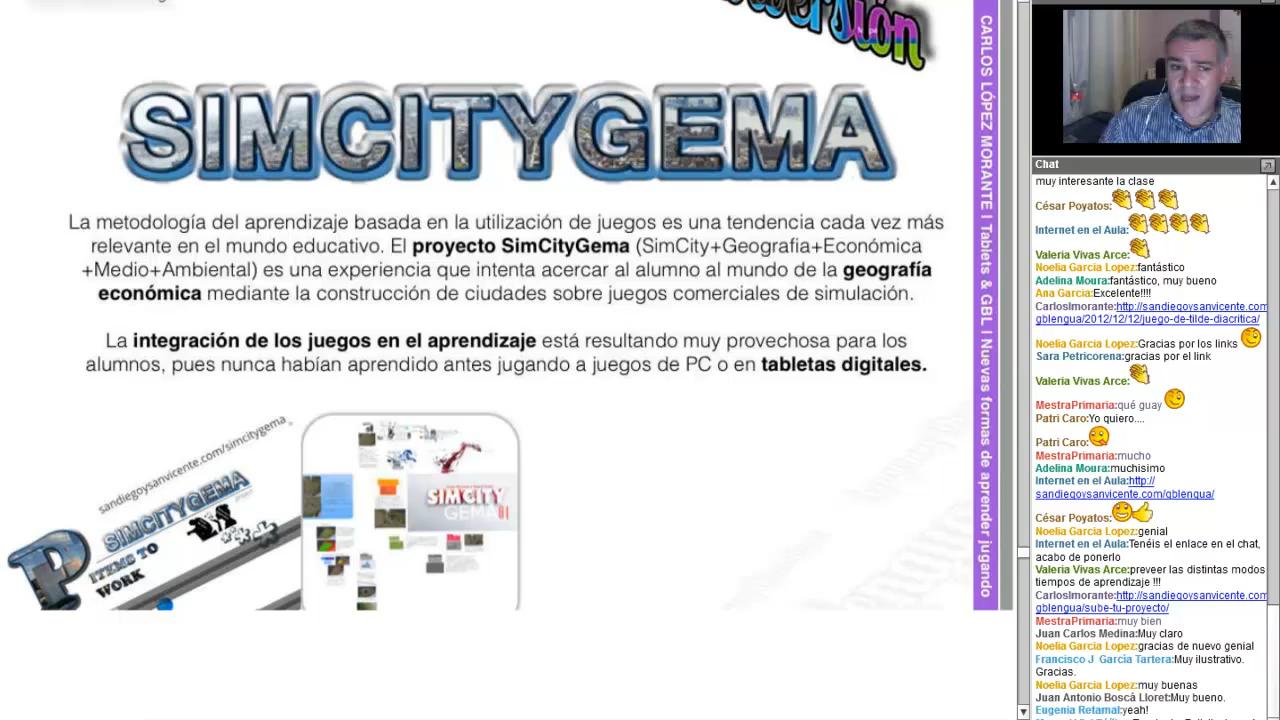 SIMCITYGEMA
La metodología del aprendizaje basada en la utilización de juegos es una tendencia cada vez más
relevante en el mundo educativo. El proyecto SimCityGema (SimCity+Geografia+Económica
+Medio+Ambiental) es una experiencia que intenta acercar al alumno al mundo de la geografía
económica mediante la construcción de ciudades sobre juegos comerciales de simulación.
La integración de los juegos en el aprendizaje está resultando muy provechosa para los
alumnos, pues nunca habían aprendido antes jugando a juegos de PC o en tabletas digitales.
sandiegoysanvicente.com/simcitygema
SIMCITYGEMA
ITEMS TO
WORK
SIMCITY
GEMA
CARLOS LÓPEZ MORANTE I Tablets & GBL I Nuevas formas de aprender jugando
Chat
muy interesante la clase
César Poyatos:
Internet en el Aula:
Valeria Vivas Arce:
Noelia Garcia Lopez:fantástico
Adelina Moura:fantástico, muy bueno
Ana Garcia:Excelente!!!!
Carloslmorante:http://sandiegoysanvicente.com
gblengua/2012/12/12/juego-de-tilde-diacritica/
Noelia Garcia Lopez:Gracias por los links
Sara Petricorena:gracias por el link
Valeria Vivas Arce:
MestraPrimaria:qué guay
Patri Caro:Yo quiero....
Patri Caro:
MestraPrimaria:mucho
Adelina Moura:muchisimo
Internet en el Aula:http://
sandiegoysanvicente.com/gblengua/
César Poyatos:
Noelia Garcia Lopez:genial
Internet en el Aula:Tenéis el enlace en el chat,
acabo de ponerlo
Valeria Vivas Arce:preveer las distintas modos
tiempos de aprendizaje !!!
Carloslmorante:http://sandiegoysanvicente.com
gblengua/sube-tu-proyecto/
MestraPrimaria:muy bien
Juan Carlos Medina:Muy claro
Noelia Garcia Lopez:gracias de nuevo genial
Francisco J Garcia Tartera:Muy ilustrativo.
Gracias.
Noelia Garcia Lopez:muy buenas
Juan Antonio Boscà Lloret:Muy bueno.
Eugenia Retamal:yeah!